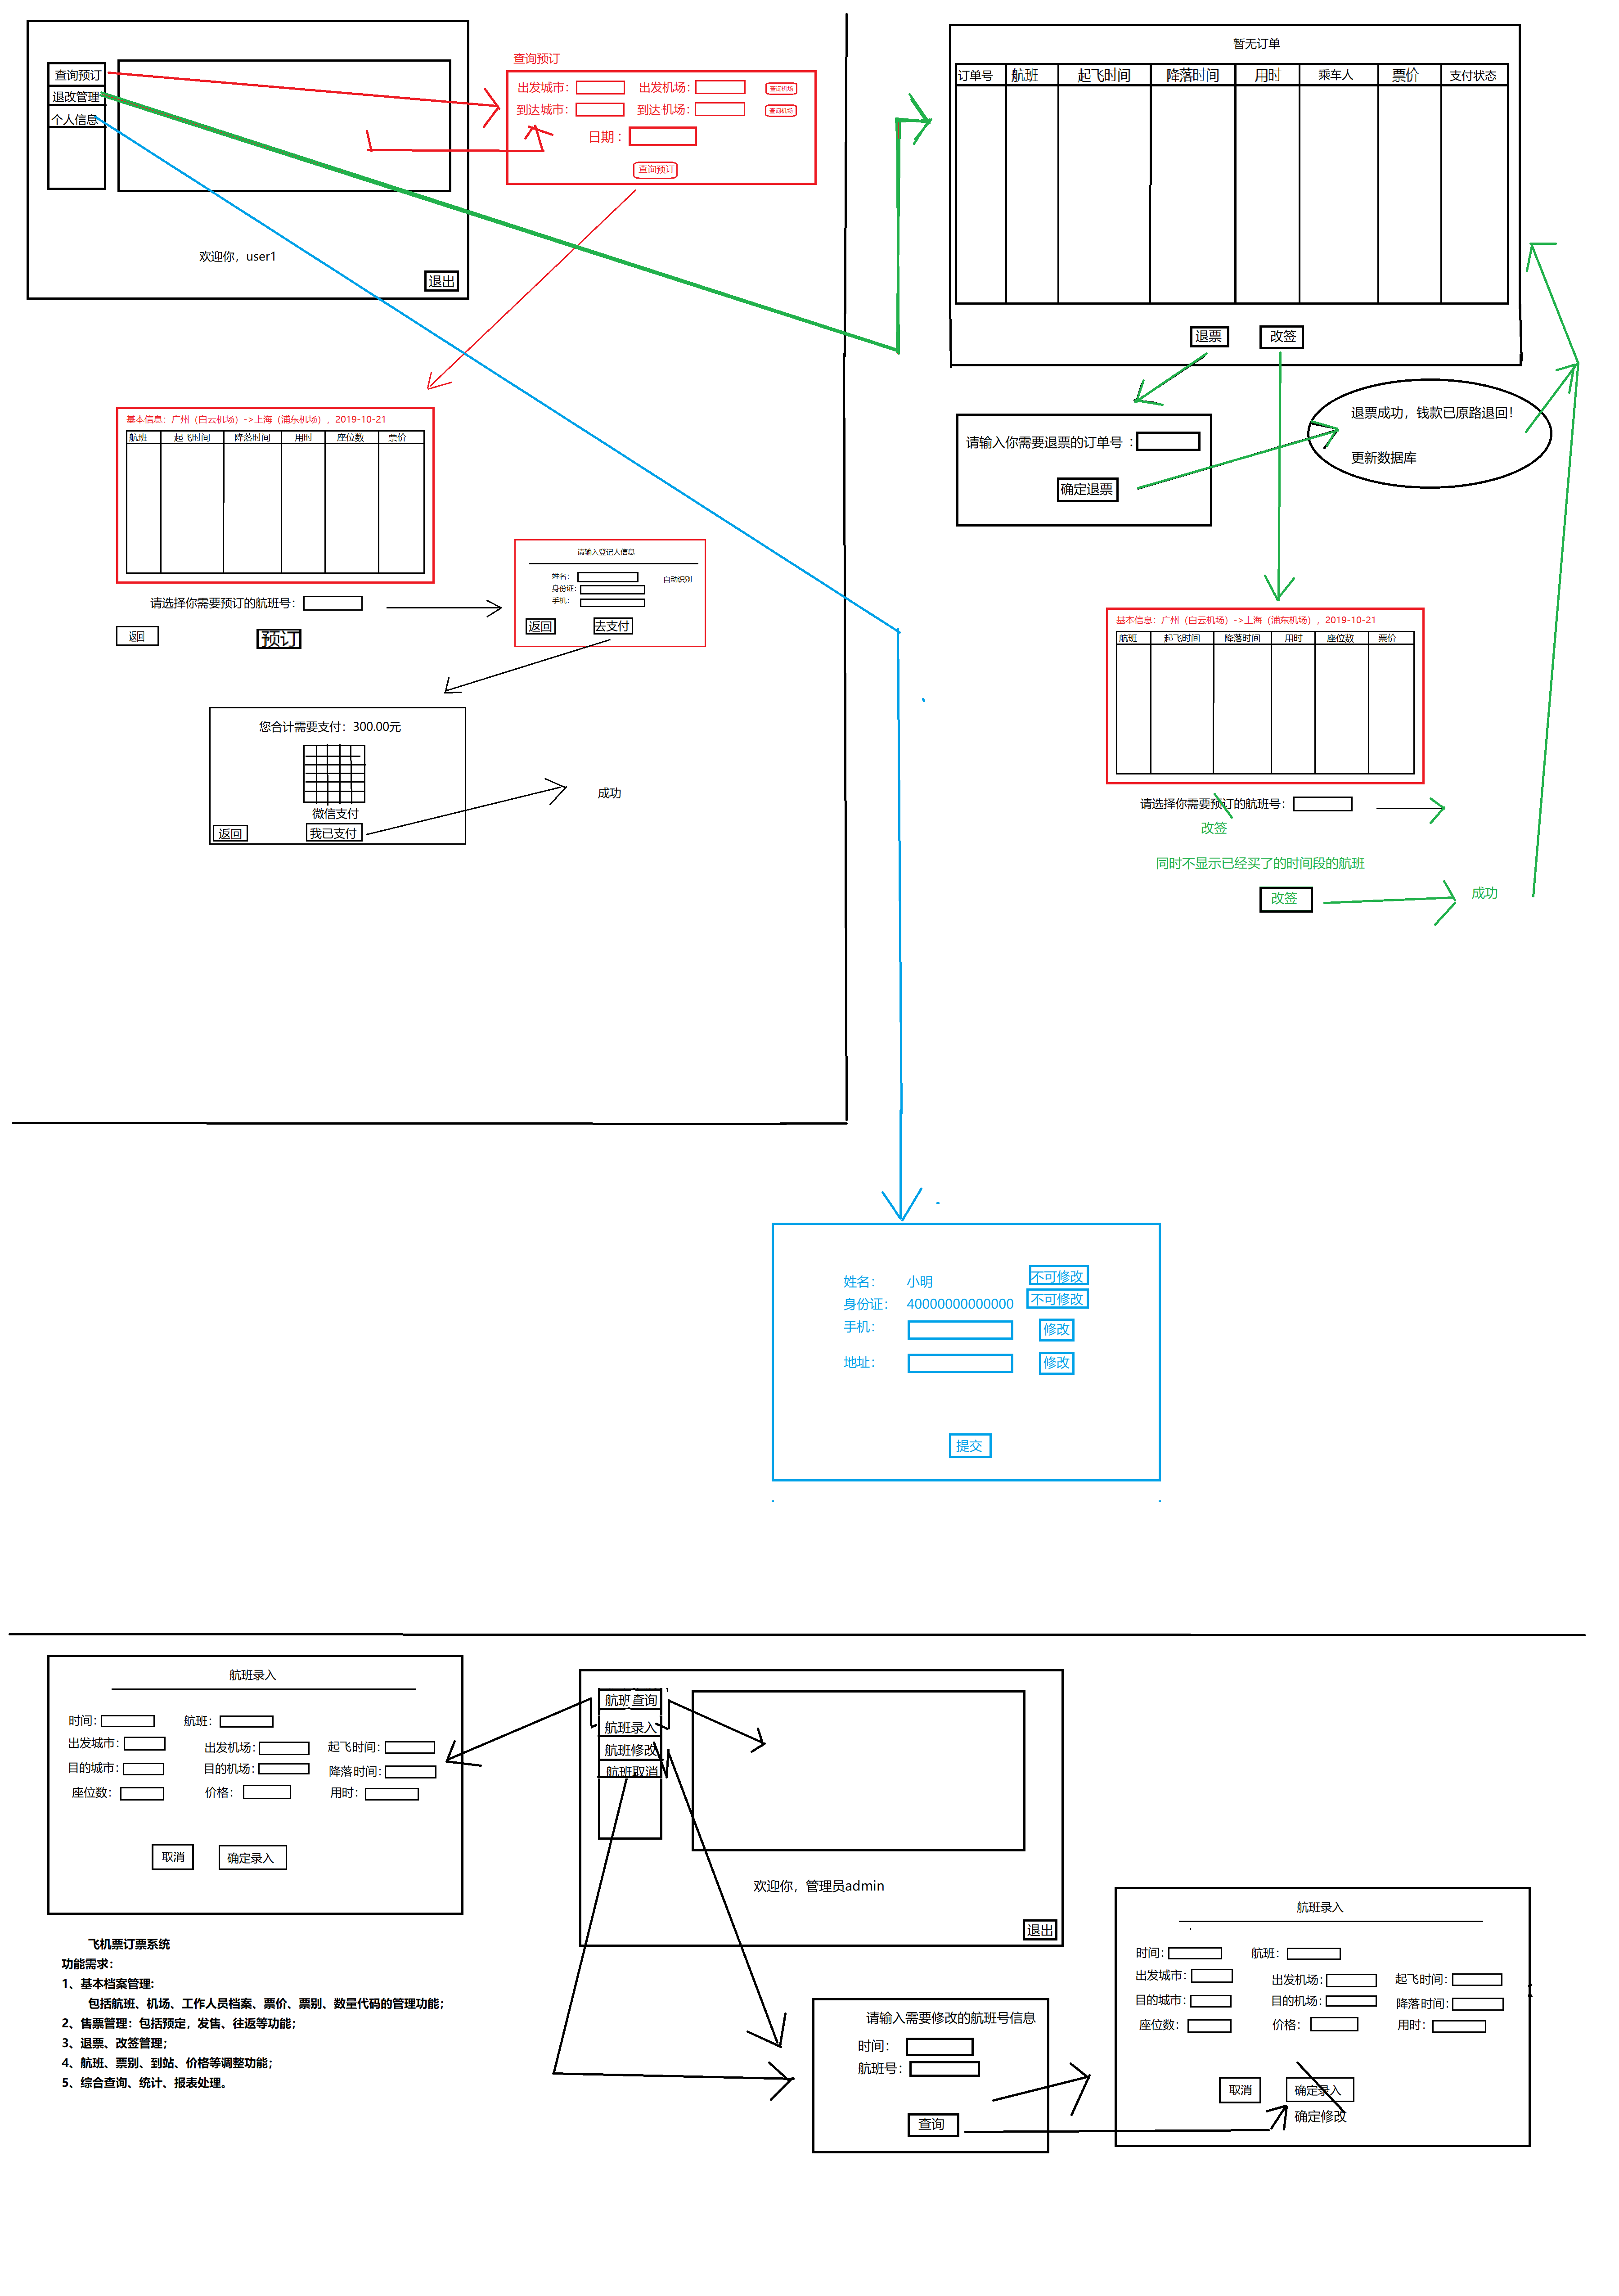 查询预订
退改管理
个人信息
欢迎你，user1
退出
查询预订
出发城市：
出发机场：
查询机场
到达城市：
到达机场：
查询机场
日期：
查询预订
基本信息：广州（白云机场）->上海（浦东机场），2019-10-21
航班 起飞时间 降落时间 用时 座位数 票价
请选择你需要预订的航班号：
返回
预订
请输入登记人信息
姓名：
自动识别
身份证：
手机：
返回
去支付
您合计需要支付：300.00元
微信支付
返回
我已支付
成功
暂无订单
订单号 航班 起飞时间 降落时间 用时 乘车人 票价 支付状态
退票
改签
请输入你需要退票的订单号：
确定退票
退票成功，钱款已原路退回！
更新数据库
基本信息：广州（白云机场）->上海（浦东机场），2019-10-21
航班 起飞时间 降落时间 用时 座位数 票价
请选择你需要预订的航班号：
改签
同时不显示已经买了的时间段的航班
改签
成功
姓名： 小明 不可修改
身份证： 40000000000000 不可修改
手机： 修改
地址： 修改
提交
航班录入
时间： 航班：
出发城市： 出发机场： 起飞时间：
目的城市： 目的机场： 降落时间：
座位数： 价格： 用时：
取消
确定录入
航班查询
航班录入
航班修改
航班取消
欢迎你，管理员admin
退出
飞机票订票系统
功能需求：
1、基本档案管理：
包括航班、机场、工作人员档案、票价、票别、数量代码的管理功能；
2、售票管理：包括预定，发售、往返等功能；
3、退票、改签管理；
4、航班、票别、到站、价格等调整功能；
5、综合查询、统计、报表处理。
请输入需要修改的航班号信息
时间：
航班号：
查询
航班录入
时间： 航班：
出发城市： 出发机场： 起飞时间：
目的城市： 目的机场： 降落时间：
座位数： 价格： 用时：
取消
确定录入
确定修改